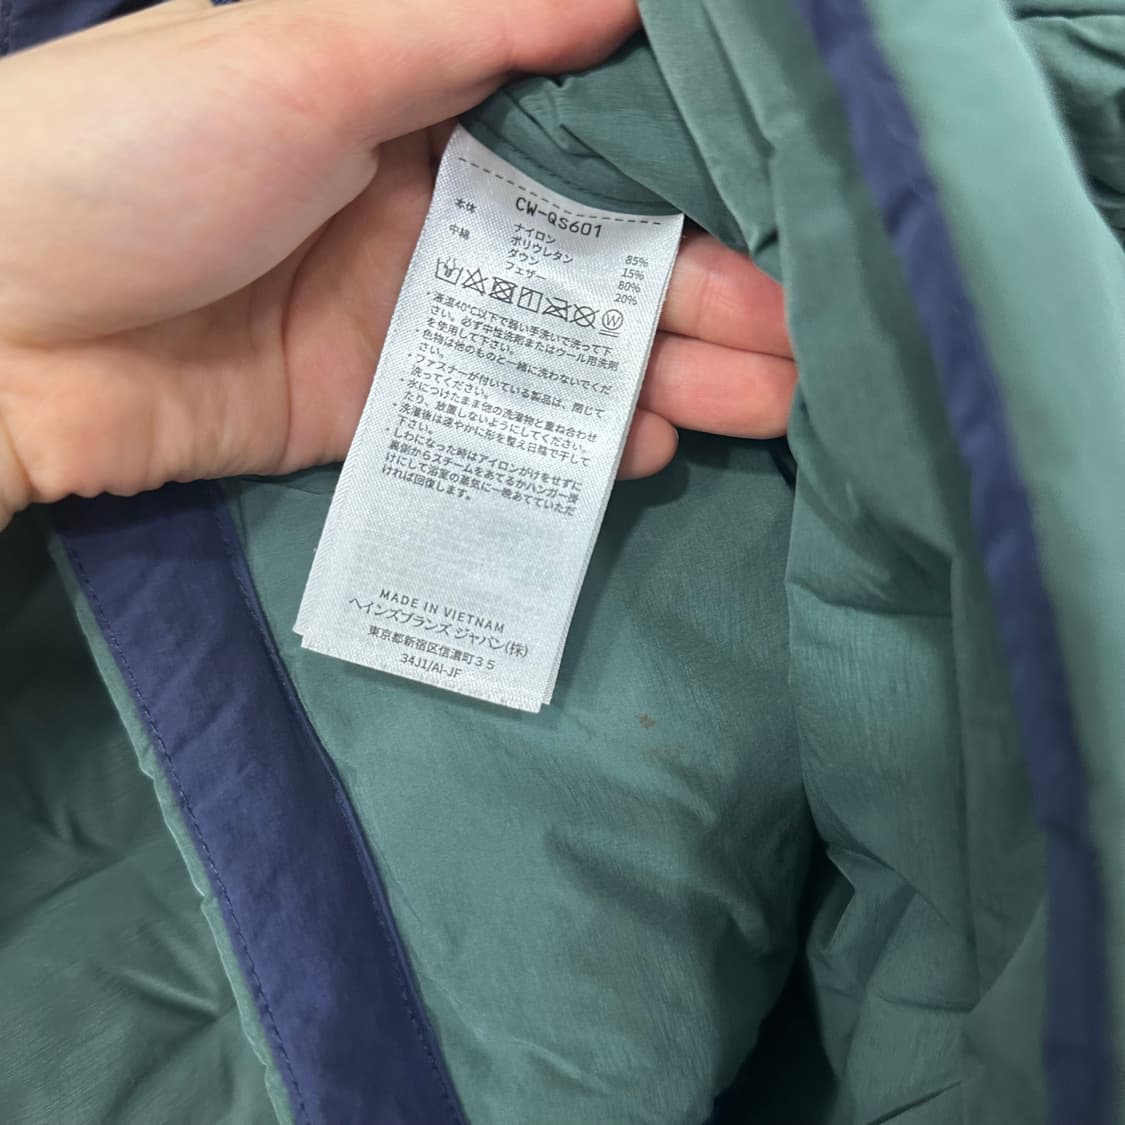 CW-QS601
本体 ナイロン 85%
ポリウレタン 15%
中綿 ダウン 80%
フェザー 20%
W
・液温40℃以下で弱い手洗いで洗って下
さい。必ず中性洗剤またはウール用洗剤
を使用して下さい。
・色物は他のものと一緒に洗わないでくだ
さい。
・ファスナーが付いている製品は、閉じて
洗ってください。
・水につけたまま他の洗濯物と重ね合わせ
たり、放置しないようにしてください。
洗濯後は速やかに形を整え日陰で干して
下さい。
・しわになった時はアイロンがけをせずに
裏側からスチームをあてるかハンガー掛
けにして浴室の蒸気に一晩あてていただ
ければ回復します。
MADE IN VIETNAM
ヘインズブランズ ジャパン(株)
東京都新宿区信濃町35
34J1/AI-JF